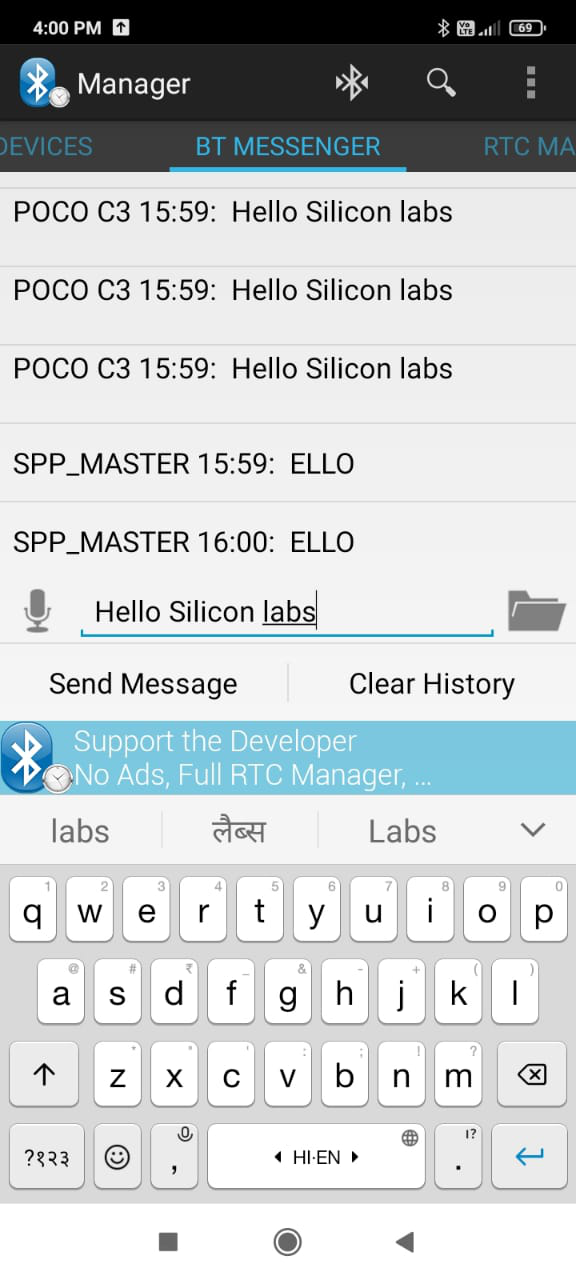 4:00 PM
Vo LTE 69
Manager
DEVICES BT MESSENGER RTC MA
POCO C3 15:59: Hello Silicon labs
POCO C3 15:59: Hello Silicon labs
POCO C3 15:59: Hello Silicon labs
SPP_MASTER 15:59: ELLO
SPP_MASTER 16:00: ELLO
Hello Silicon labs
Send Message Clear History
Support the Developer
No Ads, Full RTC Manager, ...
labs लैब्स Labs
1 2 3 4 5 6 7 8 9 0
q w e r t y u i o p
@ # ₹ _ & - + ( )
a s d f g h j k l
* " ' : ; ! ?
z x c v b n m
!?
?१२३ , HI·EN .